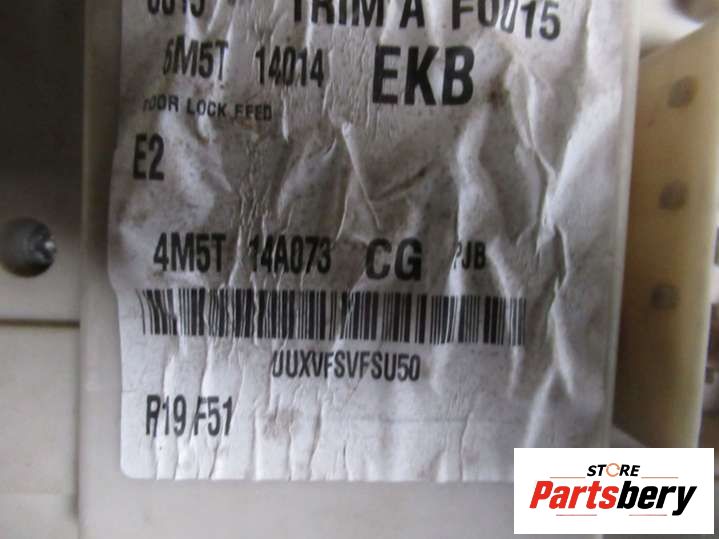 TRIM A F0015
6M5T 14014 EKB
DOOR LOCK FEED
E2
4M5T 14A073 CG PJB
UUXVFSVFSU50
R19 F51
STORE
Partsbery